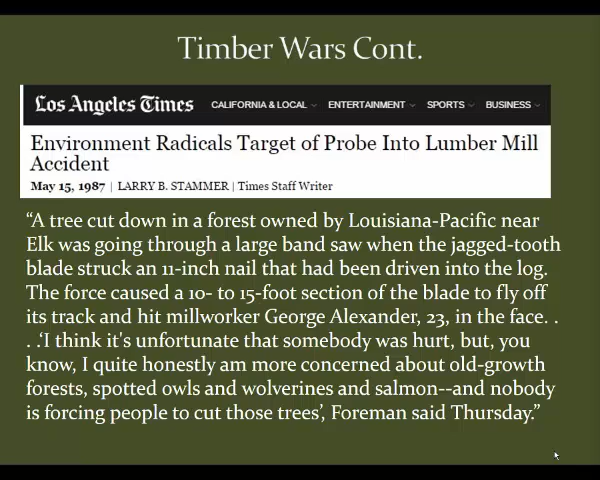 Timber Wars Cont.
Los Angeles Times CALIFORNIA & LOCAL ENTERTAINMENT SPORTS BUSINESS
Environment Radicals Target of Probe Into Lumber Mill
Accident
May 15, 1987 | LARRY B. STAMMER | Times Staff Writer
“A tree cut down in a forest owned by Louisiana-Pacific near
Elk was going through a large band saw when the jagged-tooth
blade struck an 11-inch nail that had been driven into the log.
The force caused a 10- to 15-foot section of the blade to fly off
its track and hit millworker George Alexander, 23, in the face. .
. .‘I think it's unfortunate that somebody was hurt, but, you
know, I quite honestly am more concerned about old-growth
forests, spotted owls and wolverines and salmon--and nobody
is forcing people to cut those trees’, Foreman said Thursday.”